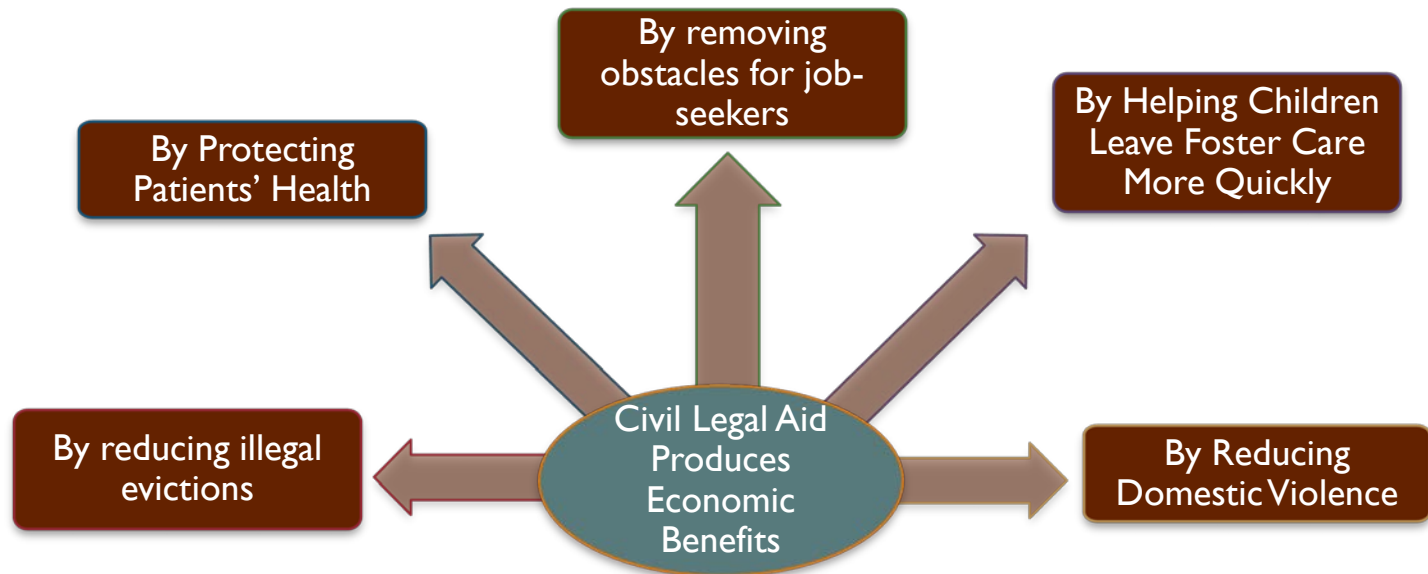 By removing
obstacles for job-
seekers
By Helping Children
Leave Foster Care
More Quickly
By Protecting
Patients’ Health
Civil Legal Aid
Produces
Economic
Benefits
By reducing illegal
evictions
By Reducing
Domestic Violence